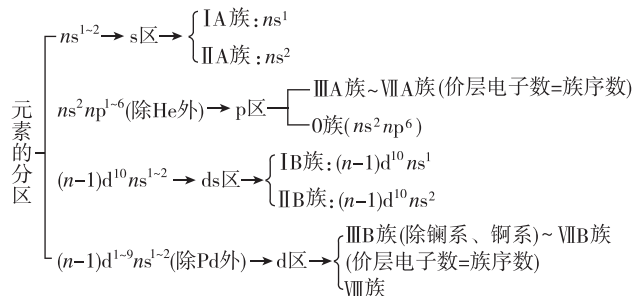 元素的分区
ns¹~² → s区 → ⅠA族:ns¹
ⅡA族:ns²
ns²np¹~⁶(除He外) → p区 ⅢA族~ⅦA族(价层电子数=族序数)
0族(ns²np⁶)
(n-1)d¹⁰ns¹~² → ds区 → ⅠB族:(n-1)d¹⁰ns¹
ⅡB族:(n-1)d¹⁰ns²
(n-1)d¹~⁹ns¹~²(除Pd外) → d区 → ⅢB族(除镧系、锕系)~ⅦB族
(价层电子数=族序数)
Ⅷ族